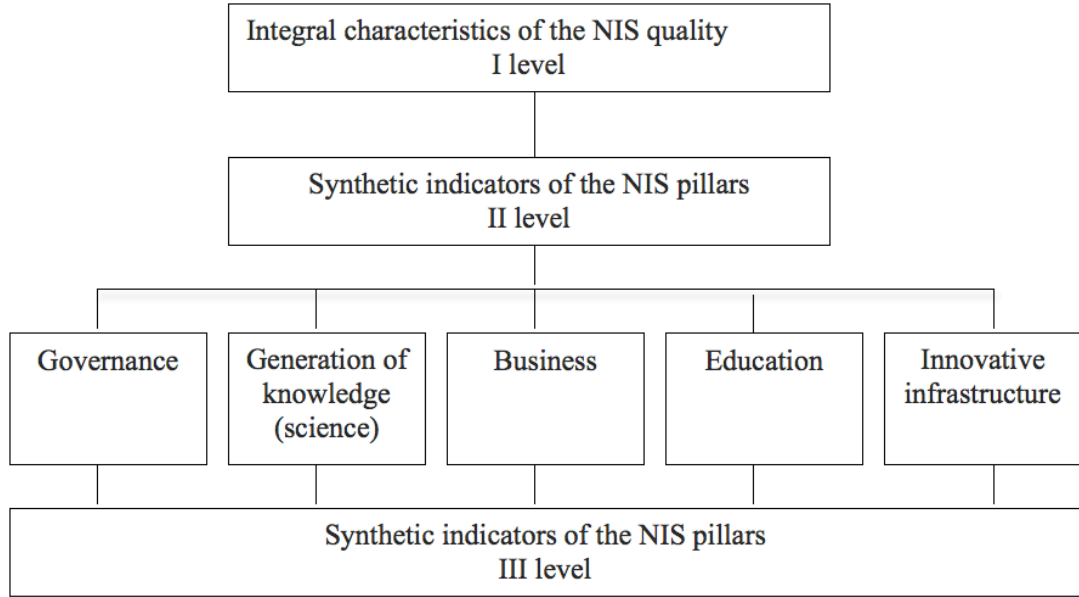 Integral characteristics of the NIS quality
I level
Synthetic indicators of the NIS pillars
II level
Governance
Generation of
knowledge
(science)
Business
Education
Innovative
infrastructure
Synthetic indicators of the NIS pillars
III level